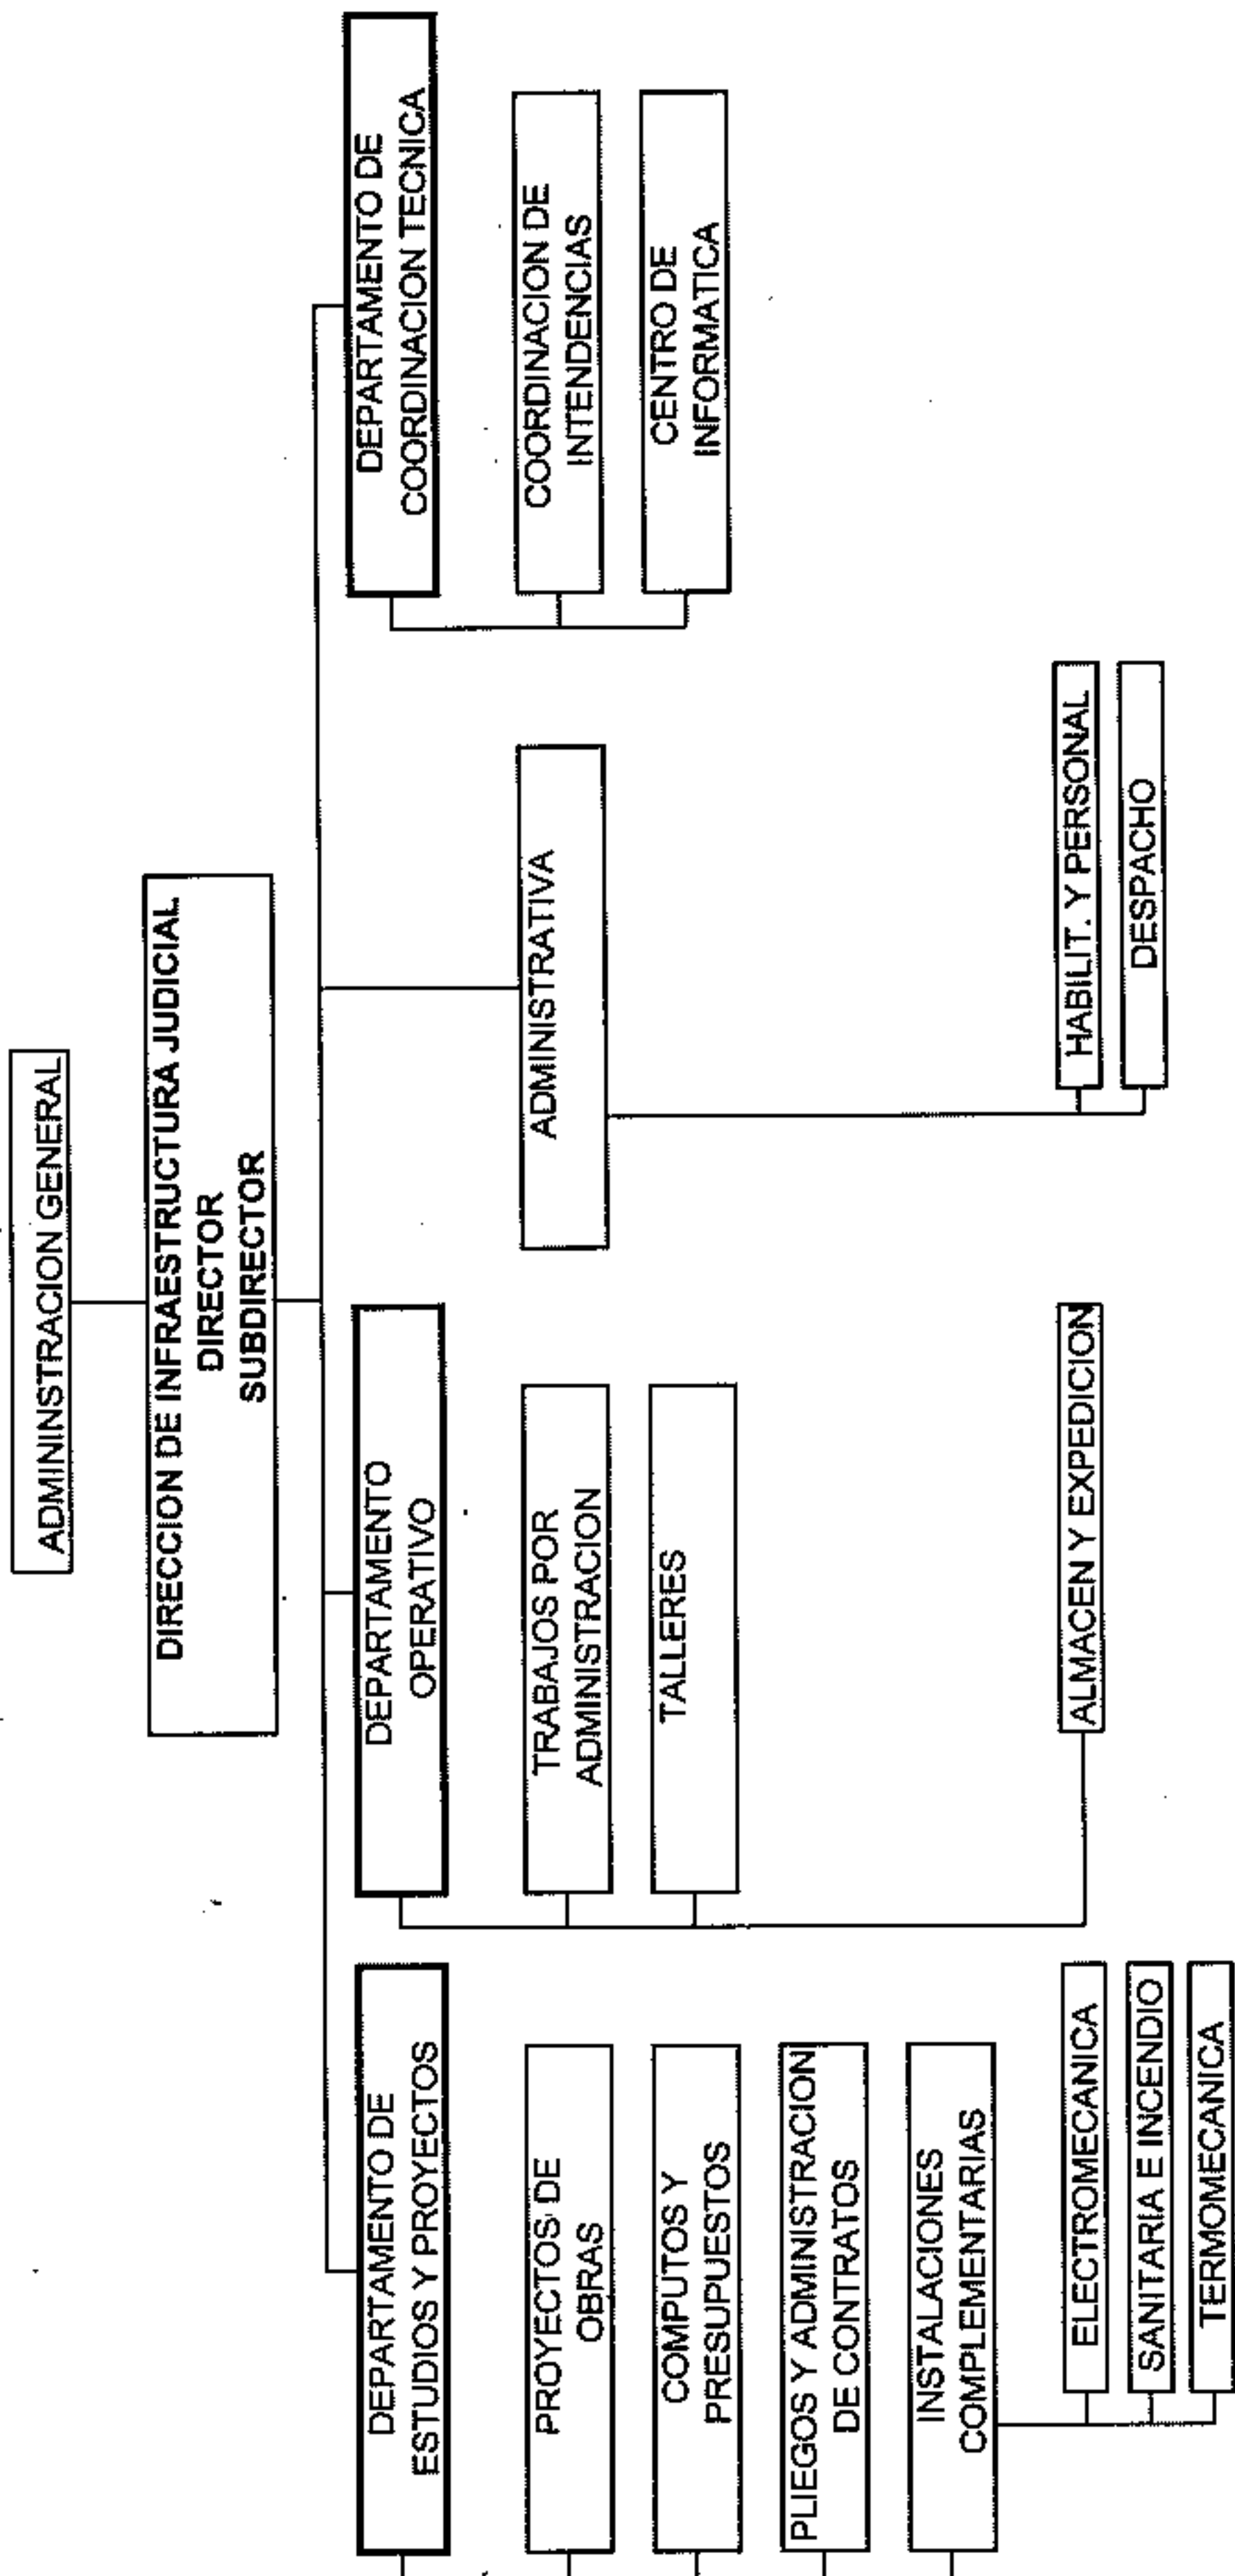 ADMININSTRACION GENERAL
DIRECCION DE INFRAESTRUCTURA JUDICIAL
DIRECTOR
SUBDIRECTOR
DEPARTAMENTO DE
ESTUDIOS Y PROYECTOS
PROYECTOS DE
OBRAS
COMPUTOS Y
PRESUPUESTOS
PLIEGOS Y ADMINISTRACION
DE CONTRATOS
INSTALACIONES
COMPLEMENTARIAS
ELECTROMECANICA
SANITARIA E INCENDIO
TERMOMECANICA
DEPARTAMENTO
OPERATIVO
TRABAJOS POR
ADMINISTRACION
TALLERES
ALMACEN Y EXPEDICION
ADMINISTRATIVA
HABILIT. Y PERSONAL
DESPACHO
DEPARTAMENTO DE
COORDINACION TECNICA
COORDINACION DE
INTENDENCIAS
CENTRO DE
INFORMATICA